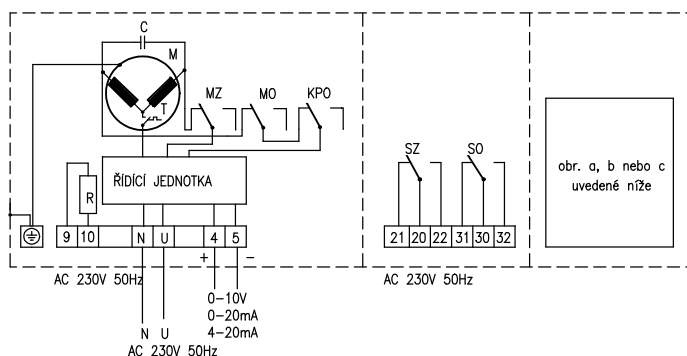 C
M
T
MZ
MO
KPO
SZ
SO
R
ŘÍDÍCÍ JEDNOTKA
obr. a, b nebo c
uvedené níže
9 10 N U 4 5
21 20 22 31 30 32
+ −
AC 230V 50Hz
AC 230V 50Hz
0–10V
0–20mA
4–20mA
N U
AC 230V 50Hz